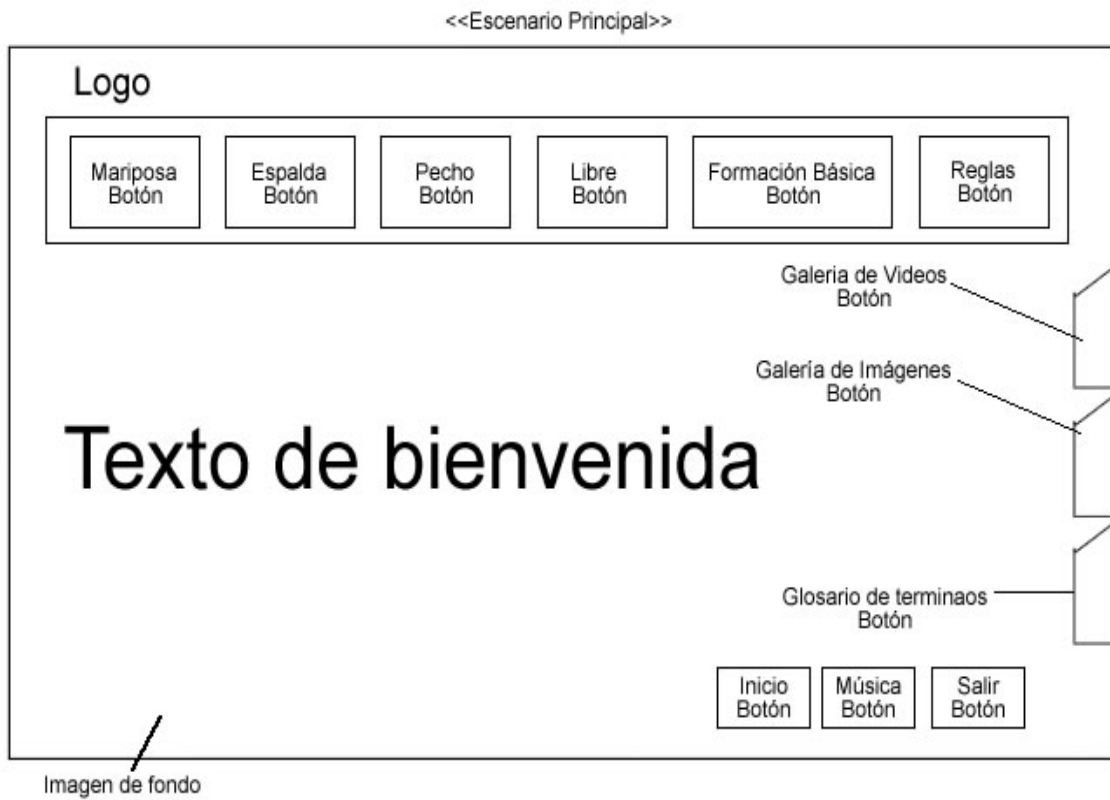 <<Escenario Principal>>
Logo
Mariposa
Botón
Espalda
Botón
Pecho
Botón
Libre
Botón
Formación Básica
Botón
Reglas
Botón
Galeria de Videos
Botón
Galería de Imágenes
Botón
Texto de bienvenida
Glosario de terminaos
Botón
Inicio
Botón
Música
Botón
Salir
Botón
Imagen de fondo